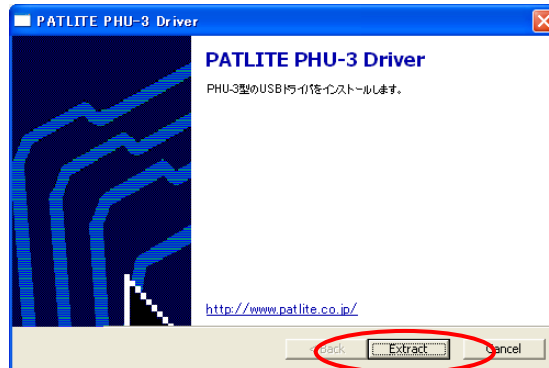 PATLITE PHU-3 Driver
PATLITE PHU-3 Driver
PHU-3型のUSBドライバをインストールします。
http://www.patlite.co.jp/
< Back
Extract
Cancel